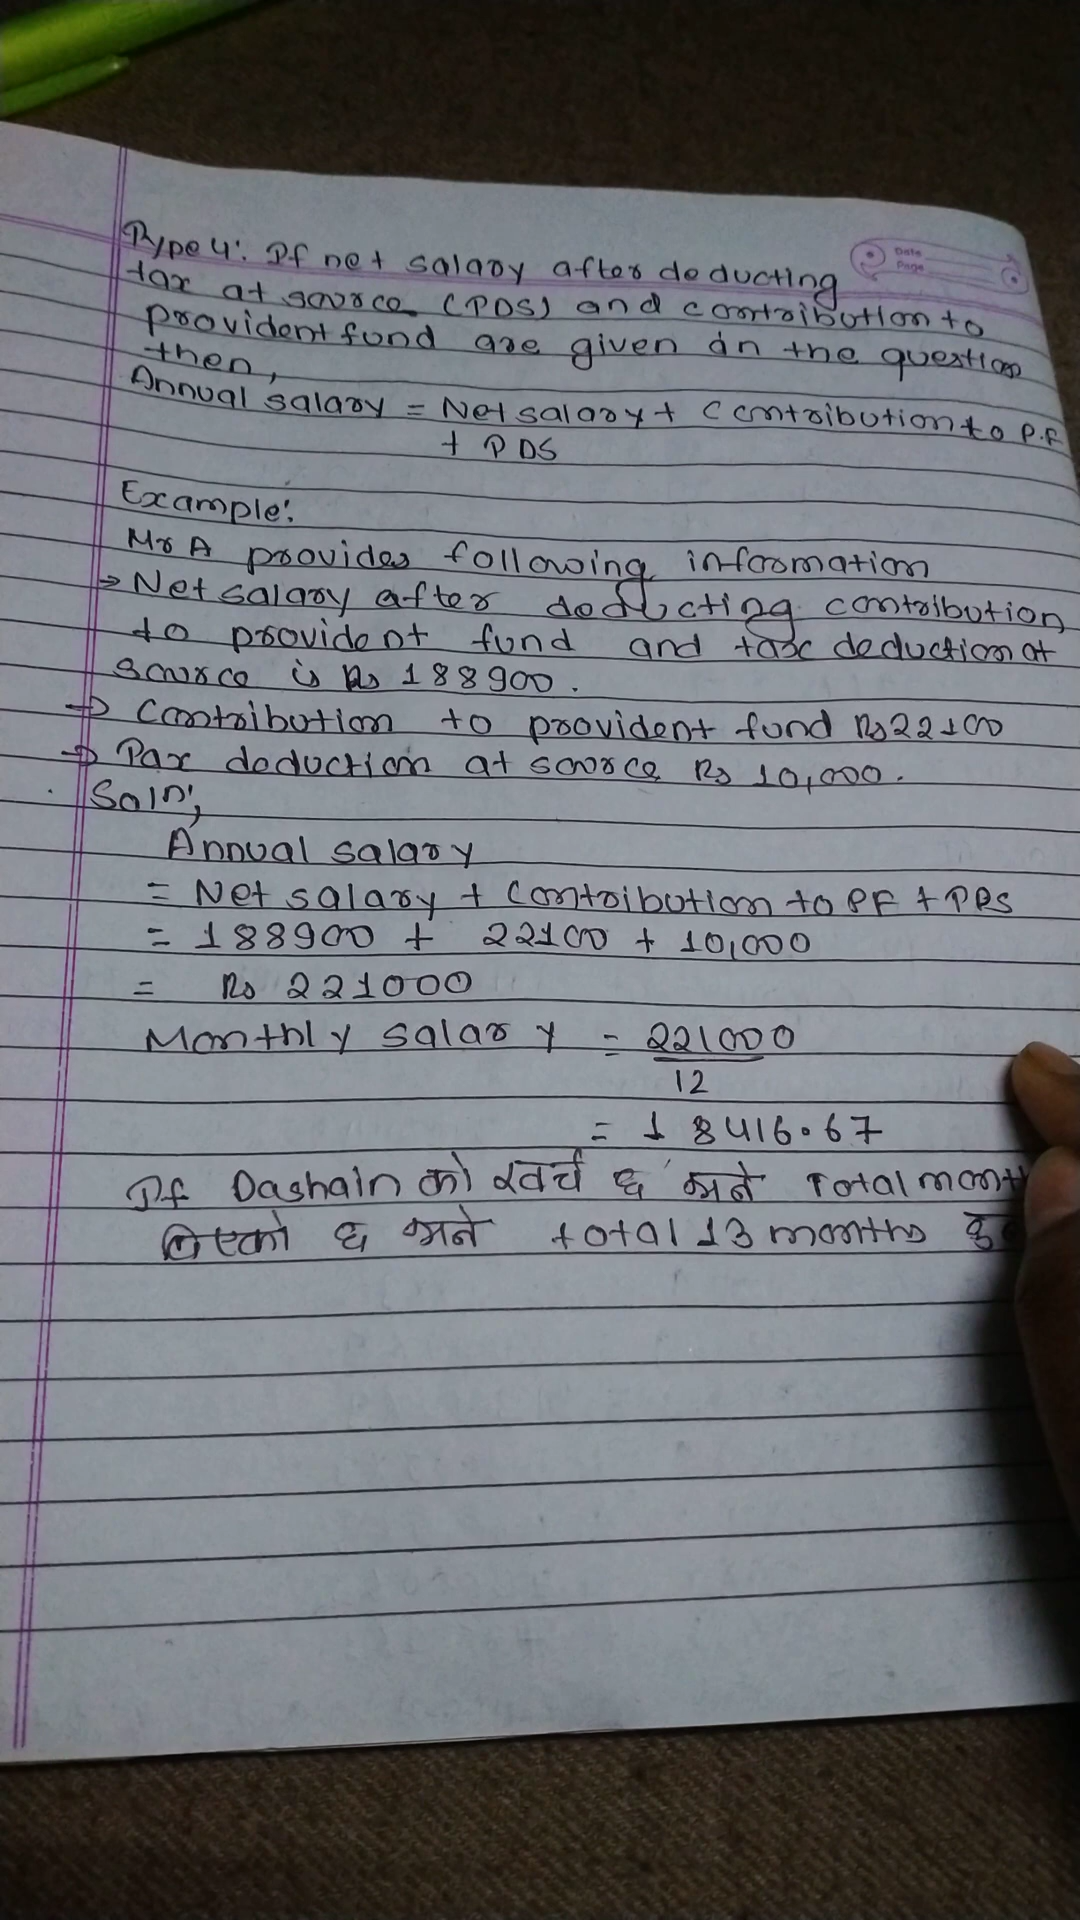 Type 4: If net salary after deducting
Date
Page
tax at source (TDS) and contribution to
provident fund are given in the question
then,
Annual salary = Net salary + Contribution to P.F
+ TDS
Example:
Mr A provides following information
→ Net salary after deducting contribution
to provident fund and tax deduction at
source is Rs 188900.
→ Contribution to provident fund Rs 22100
→ Tax deduction at source Rs 10,000.
Soln;
Annual salary
= Net salary + Contribution to PF + TDS
= 188900 + 22100 + 10,000
= Rs 221000
Monthly salary = 221000
12
= 18416.67
If Dashain को खर्च छ भने Total mont
दिएको छ भने total 13 months